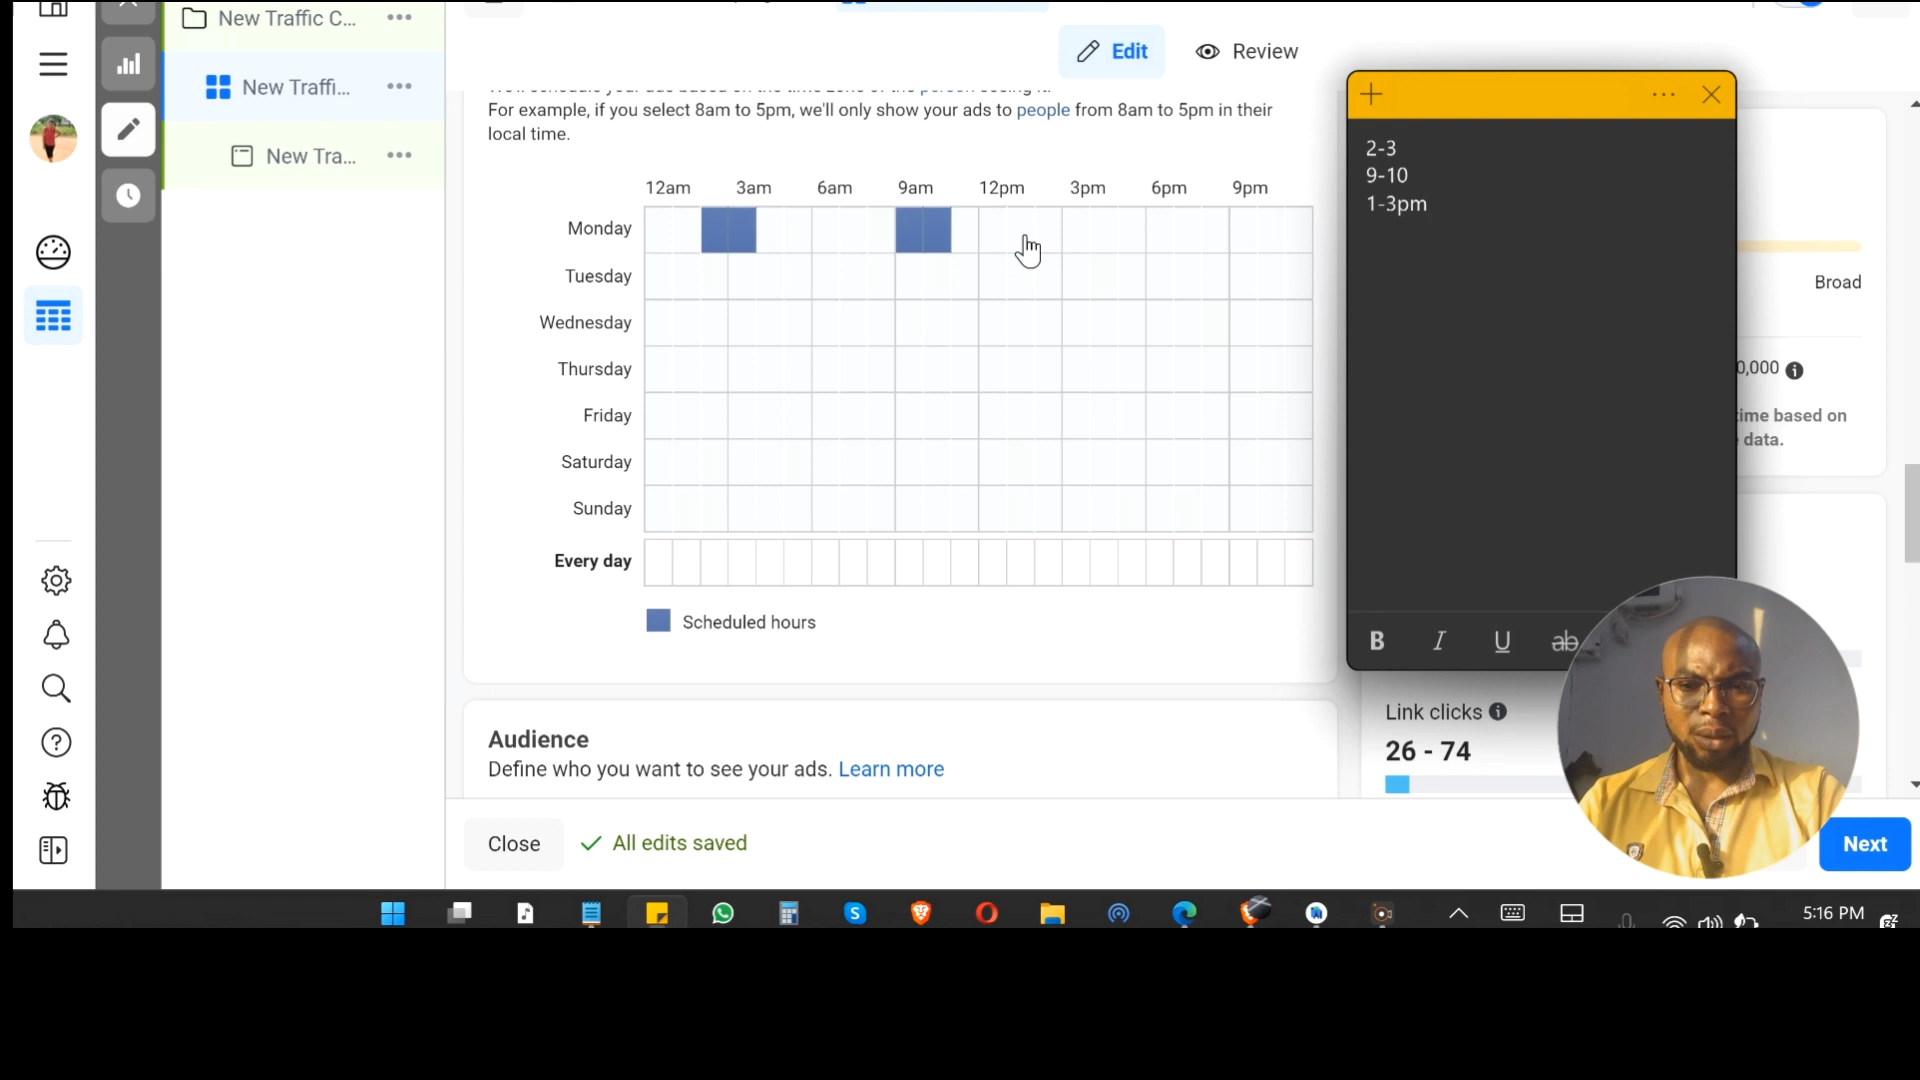 New Traffic C...
New Traffi...
New Tra...
Edit
Review
For example, if you select 8am to 5pm, we'll only show your ads to people from 8am to 5pm in their
local time.
12am 3am 6am 9am 12pm 3pm 6pm 9pm
Monday
Tuesday
Wednesday
Thursday
Friday
Saturday
Sunday
Every day
Scheduled hours
2-3
9-10
1-3pm
B I U ab
Broad
0,000
time based on
data.
Audience
Define who you want to see your ads. Learn more
Link clicks
26 - 74
Close
All edits saved
Next
5:16 PM